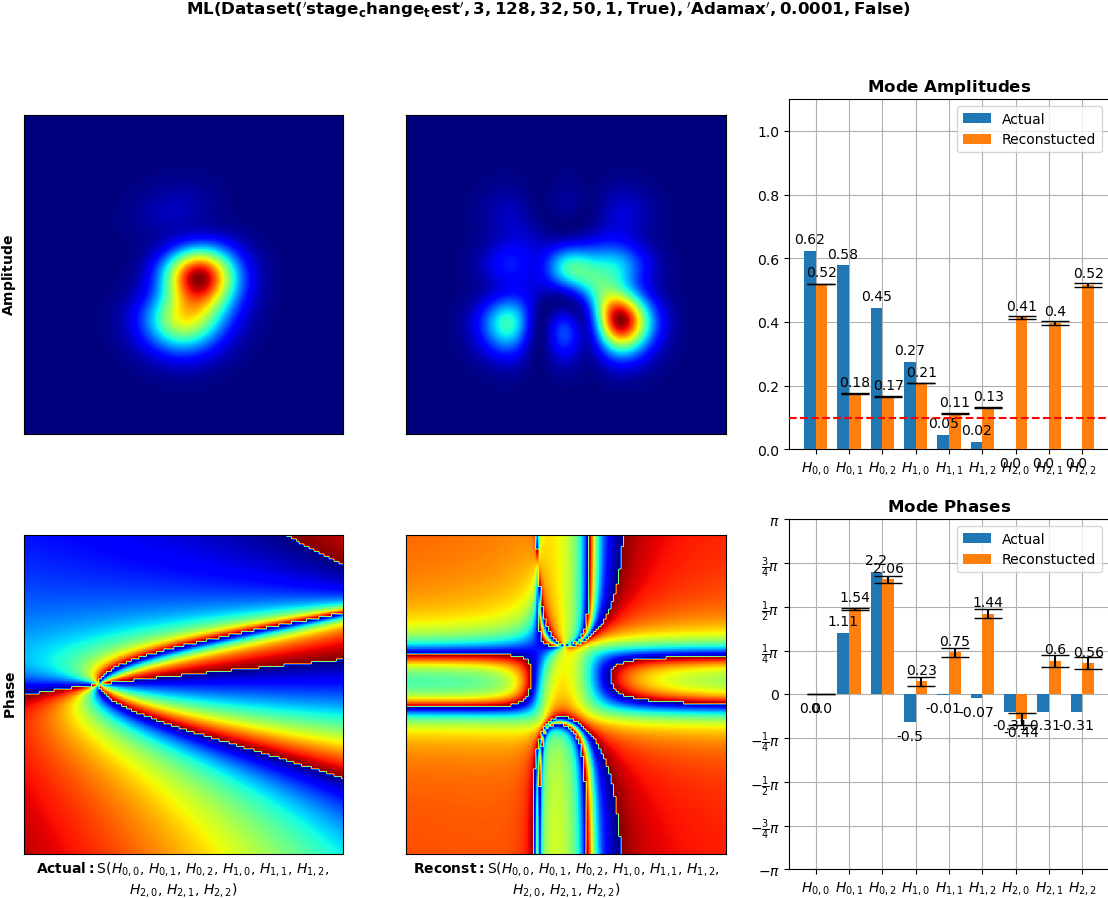 ML(Dataset('stage_change_test', 3, 128, 32, 50, 1, True), 'Adamax', 0.0001, False)
Amplitude
Mode Amplitudes
Actual
Reconstucted
1.0
0.8
0.6
0.4
0.2
0.0
0.62
0.52
0.58
0.18
0.45
0.17
0.27
0.21
0.05
0.11
0.02
0.13
0.0
0.41
0.0
0.4
0.0
0.52
H0,0 H0,1 H0,2 H1,0 H1,1 H1,2 H2,0 H2,1 H2,2
Phase
Actual: S(H0,0, H0,1, H0,2, H1,0, H1,1, H1,2,
H2,0, H2,1, H2,2)
Reconst: S(H0,0, H0,1, H0,2, H1,0, H1,1, H1,2,
H2,0, H2,1, H2,2)
Mode Phases
Actual
Reconstucted
π
3/4π
1/2π
1/4π
0
−1/4π
−1/2π
−3/4π
−π
0.0
0.0
1.11
1.54
2.2
2.06
-0.5
0.23
-0.01
0.75
-0.07
1.44
-0.31
-0.44
-0.31
0.6
-0.31
0.56
H0,0 H0,1 H0,2 H1,0 H1,1 H1,2 H2,0 H2,1 H2,2